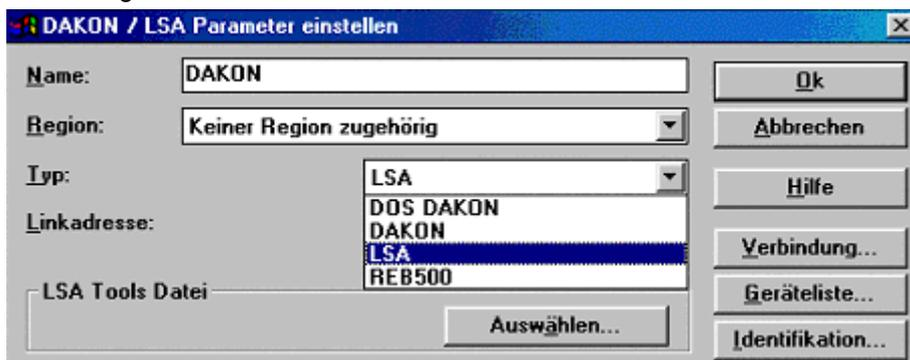 DAKON / LSA Parameter einstellen
Name:
DAKON
Ok
Region:
Keiner Region zugehörig
Abbrechen
Typ:
LSA
Hilfe
DOS DAKON
DAKON
LSA
REB500
Linkadresse:
Verbindung...
LSA Tools Datei
Auswählen...
Geräteliste...
Identifikation...